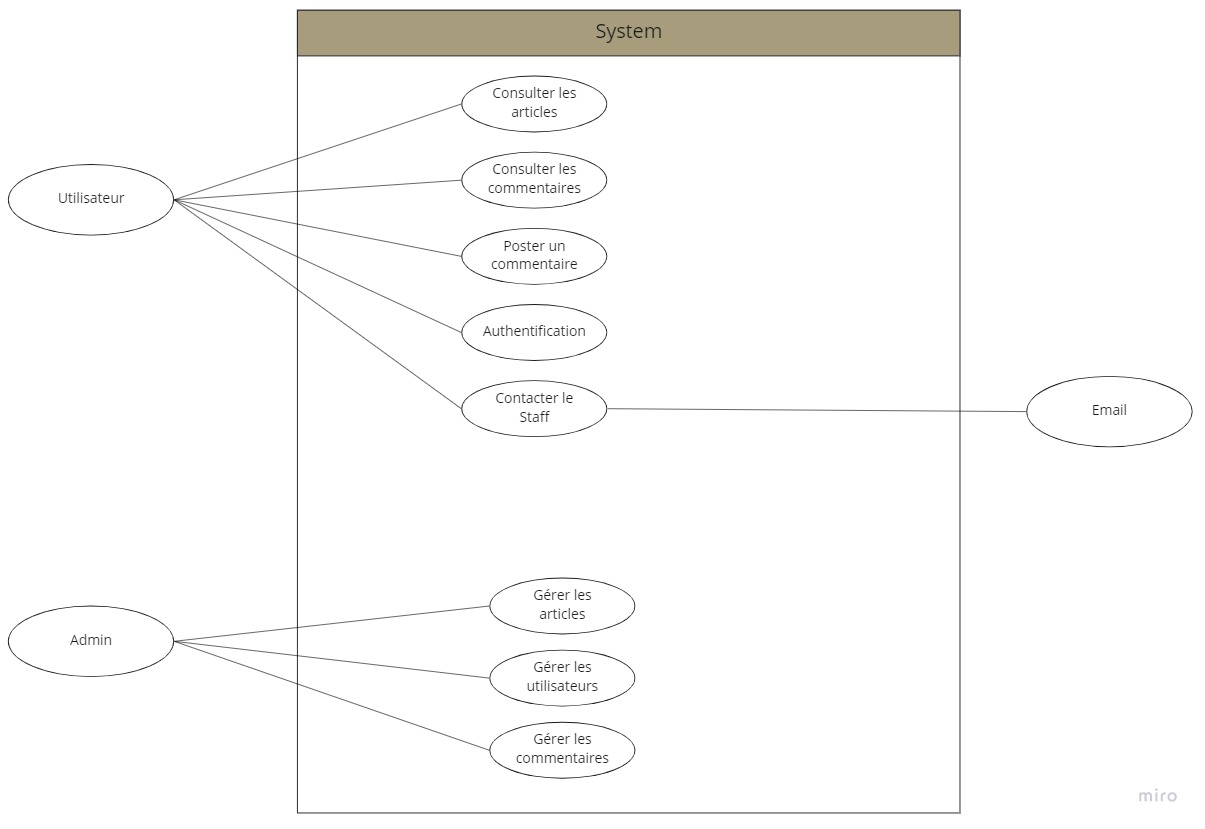 System
Consulter les
articles
Utilisateur
Consulter les
commentaires
Poster un
commentaire
Authentification
Contacter le
Staff
Email
Admin
Gérer les
articles
Gérer les
utilisateurs
Gérer les
commentaires
miro